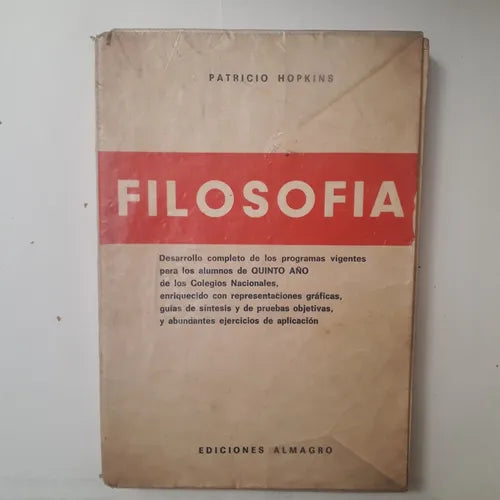 PATRICIO HOPKINS
FILOSOFIA
Desarrollo completo de los programas vigentes
para los alumnos de QUINTO AÑO
de los Colegios Nacionales,
enriquecido con representaciones gráficas,
guías de síntesis y de pruebas objetivas,
y abundantes ejercicios de aplicación
EDICIONES ALMAGRO